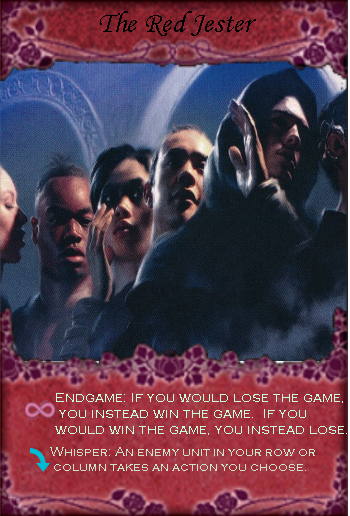 The Red Jester
Endgame: If you would lose the game,
you instead win the game. If you
would win the game, you instead lose.
Whisper: An enemy unit in your row or
column takes an action you choose.